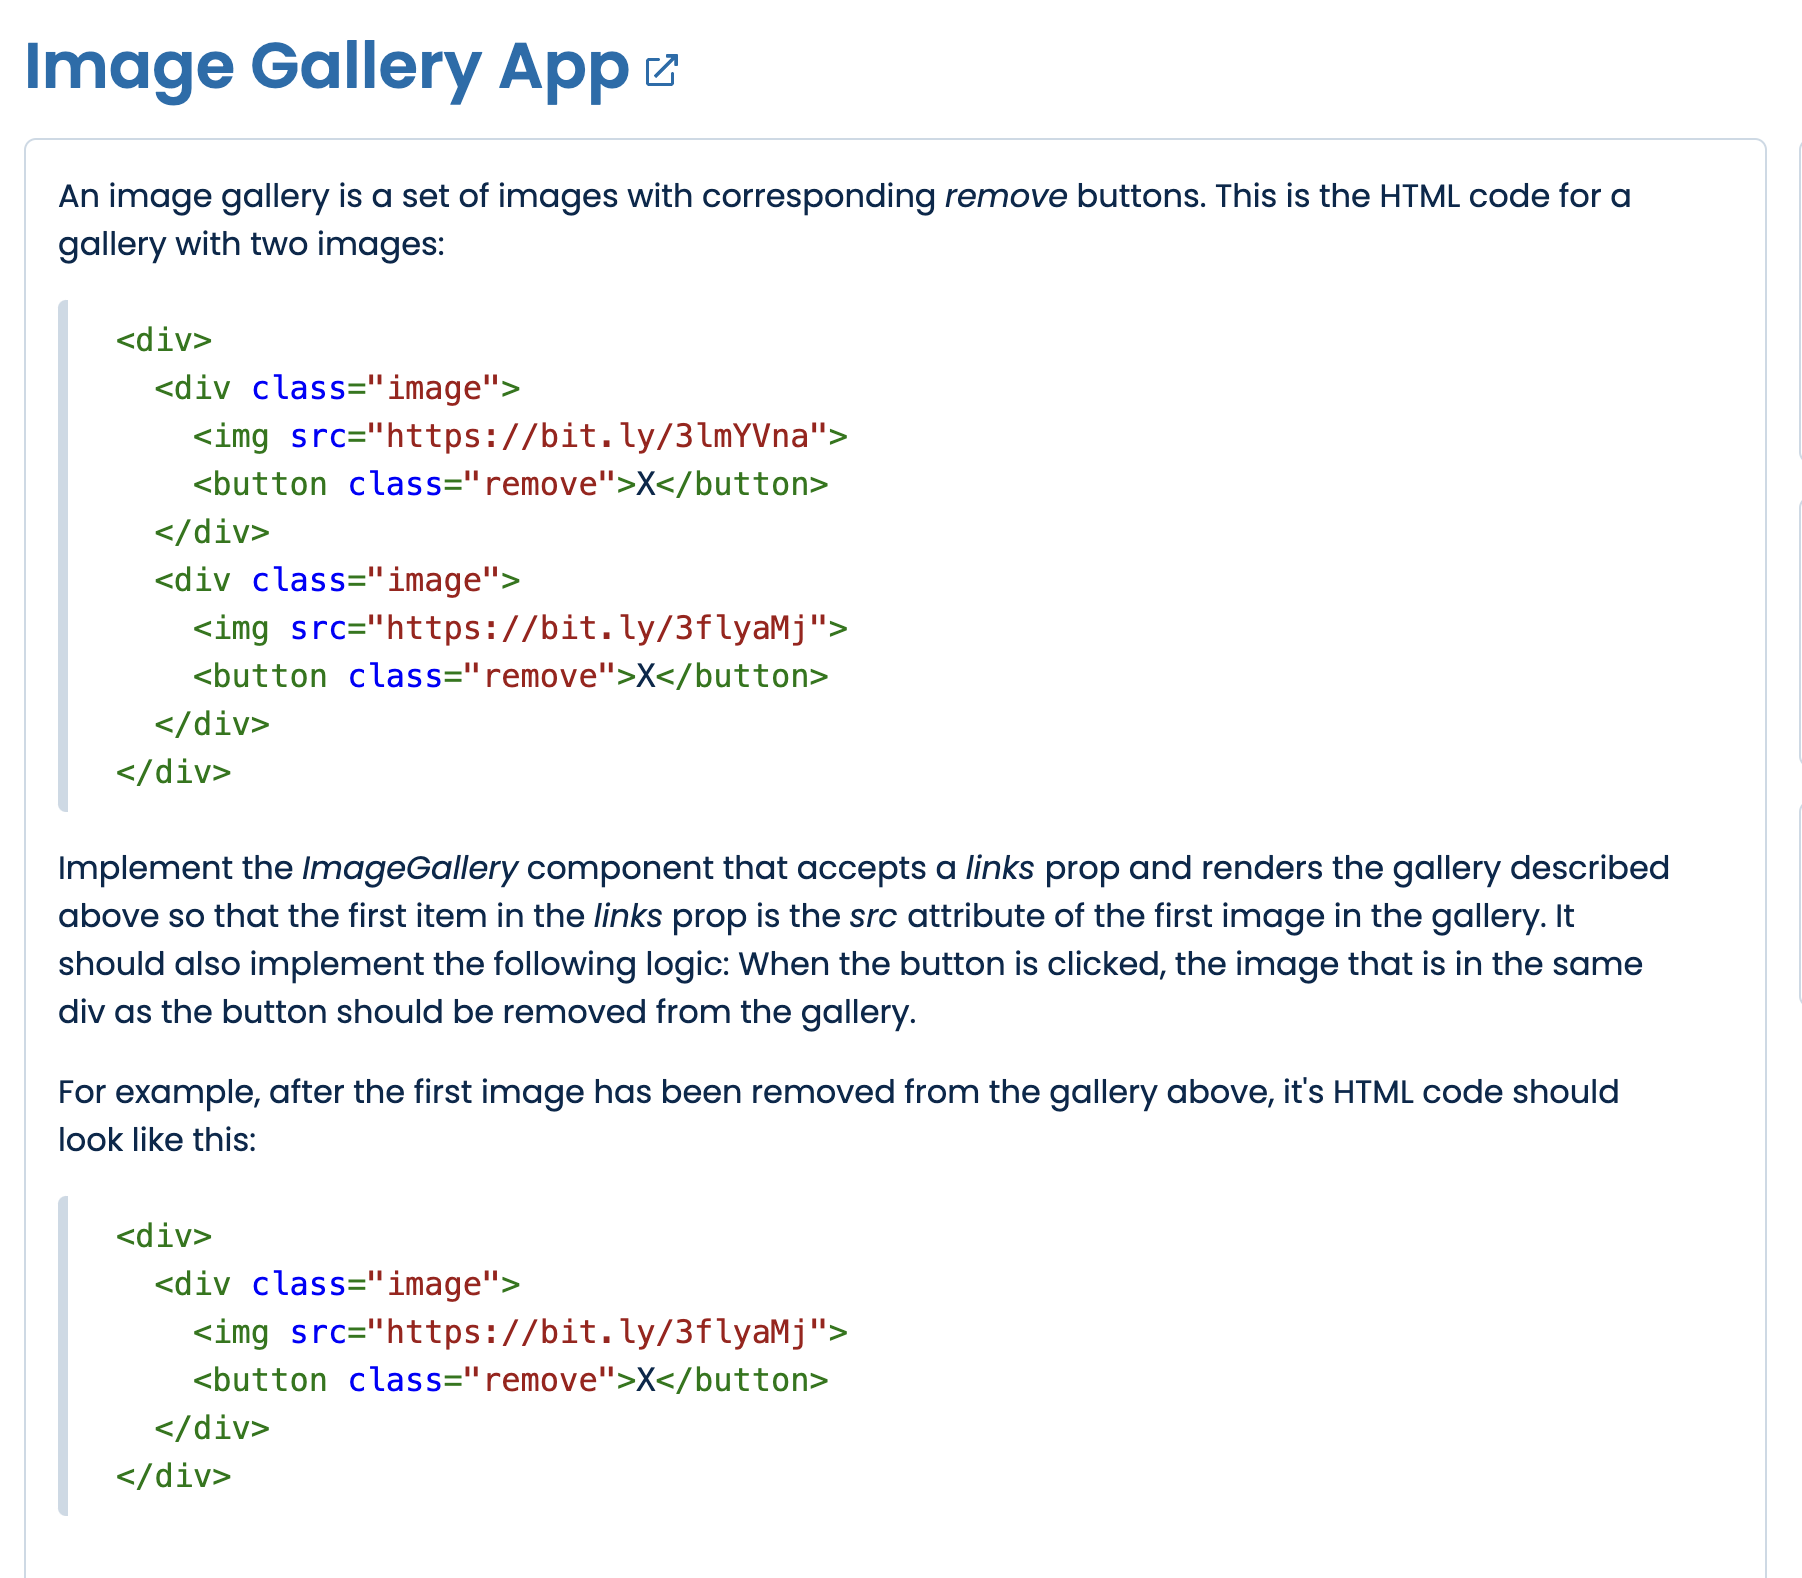 Image Gallery App
An image gallery is a set of images with corresponding remove buttons. This is the HTML code for a
gallery with two images:
<div>
  <div class="image">
    <img src="https://bit.ly/3lmYVna">
    <button class="remove">X</button>
  </div>
  <div class="image">
    <img src="https://bit.ly/3flyaMj">
    <button class="remove">X</button>
  </div>
</div>
Implement the ImageGallery component that accepts a links prop and renders the gallery described
above so that the first item in the links prop is the src attribute of the first image in the gallery. It
should also implement the following logic: When the button is clicked, the image that is in the same
div as the button should be removed from the gallery.
For example, after the first image has been removed from the gallery above, it's HTML code should
look like this:
<div>
  <div class="image">
    <img src="https://bit.ly/3flyaMj">
    <button class="remove">X</button>
  </div>
</div>